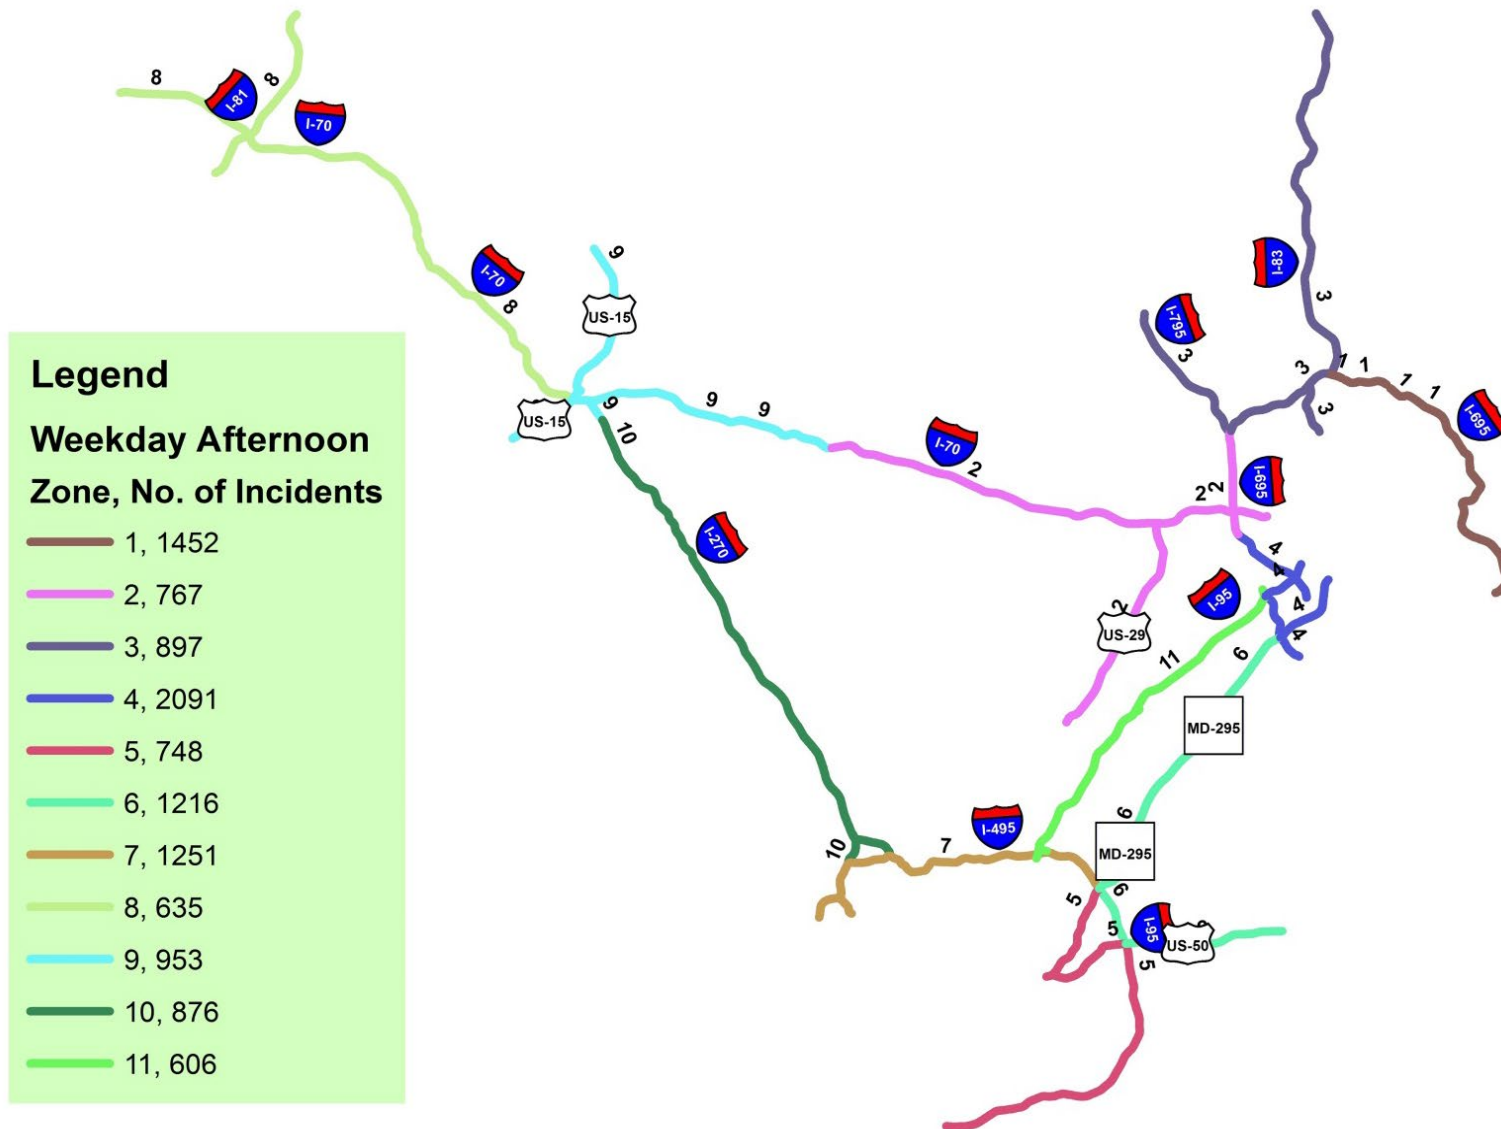 8
I-81
8
I-70
I-70
8
9
US-15
US-15
9
10
9
9
I-70
2
I-270
I-83
3
I-795
3
3
1
1
1
1
3
I-695
2
2
I-695
4
4
4
4
I-95
2
US-29
11
6
MD-295
6
MD-295
I-495
7
10
6
5
5
I-95
US-50
5
Legend
Weekday Afternoon
Zone, No. of Incidents
1, 1452
2, 767
3, 897
4, 2091
5, 748
6, 1216
7, 1251
8, 635
9, 953
10, 876
11, 606